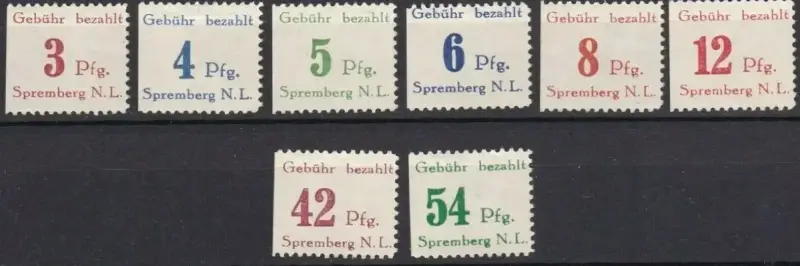 Gebühr bezahlt
3 Pfg.
Spremberg N.L.
Gebühr bezahlt
4 Pfg.
Spremberg N.L.
Gebühr bezahlt
5 Pfg.
Spremberg N.L.
Gebühr bezahlt
6 Pfg.
Spremberg N.L.
Gebühr bezahlt
8 Pfg.
Spremberg N.L.
Gebühr bezahlt
12 Pfg.
Spremberg N.L.
Gebühr bezahlt
42 Pfg.
Spremberg N.L.
Gebühr bezahlt
54 Pfg.
Spremberg N.L.